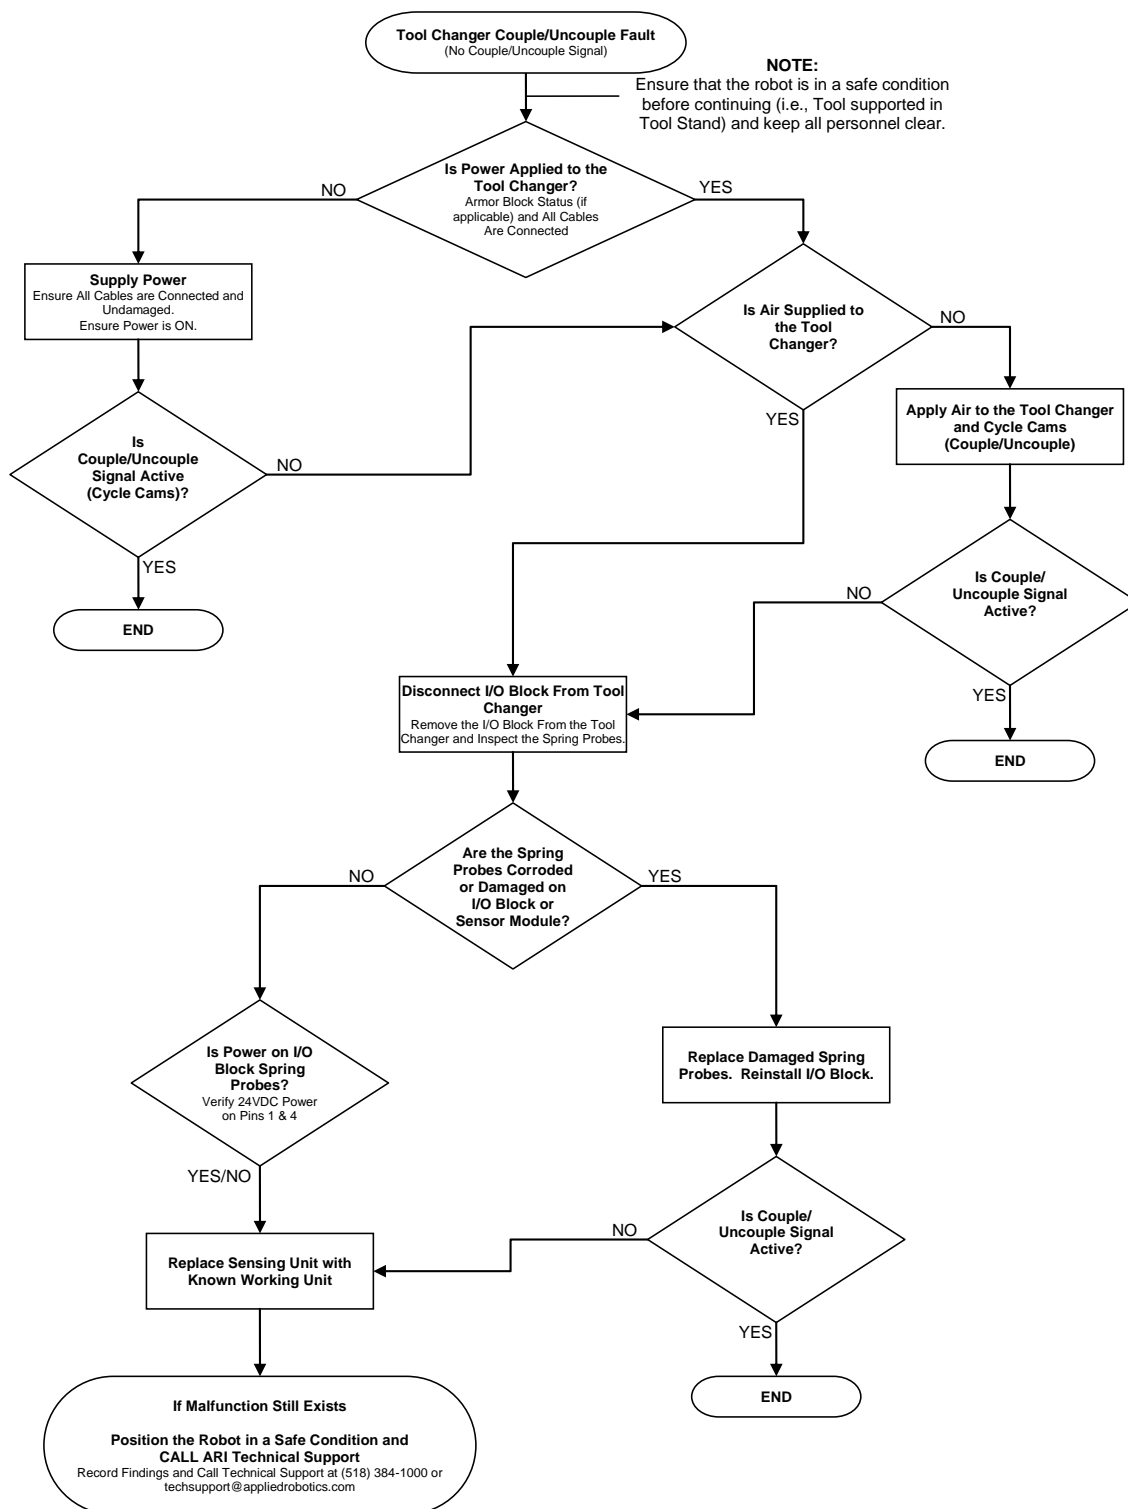 Tool Changer Couple/Uncouple Fault
(No Couple/Uncouple Signal)
NOTE:
Ensure that the robot is in a safe condition
before continuing (i.e., Tool supported in
Tool Stand) and keep all personnel clear.
Is Power Applied to the
Tool Changer?
Armor Block Status (if
applicable) and All Cables
Are Connected
NO
YES
Supply Power
Ensure All Cables are Connected and
Undamaged.
Ensure Power is ON.
Is Air Supplied to
the Tool
Changer?
NO
YES
Apply Air to the Tool Changer
and Cycle Cams
(Couple/Uncouple)
Is
Couple/Uncouple
Signal Active
(Cycle Cams)?
NO
YES
END
Is Couple/
Uncouple Signal
Active?
NO
YES
END
Disconnect I/O Block From Tool
Changer
Remove the I/O Block From the Tool
Changer and Inspect the Spring Probes.
Are the Spring
Probes Corroded
or Damaged on
I/O Block or
Sensor Module?
NO
YES
Is Power on I/O
Block Spring
Probes?
Verify 24VDC Power
on Pins 1 & 4
YES/NO
Replace Damaged Spring
Probes.  Reinstall I/O Block.
Is Couple/
Uncouple Signal
Active?
NO
YES
END
Replace Sensing Unit with
Known Working Unit
If Malfunction Still Exists
Position the Robot in a Safe Condition and
CALL ARI Technical Support
Record Findings and Call Technical Support at (518) 384-1000 or
techsupport@appliedrobotics.com